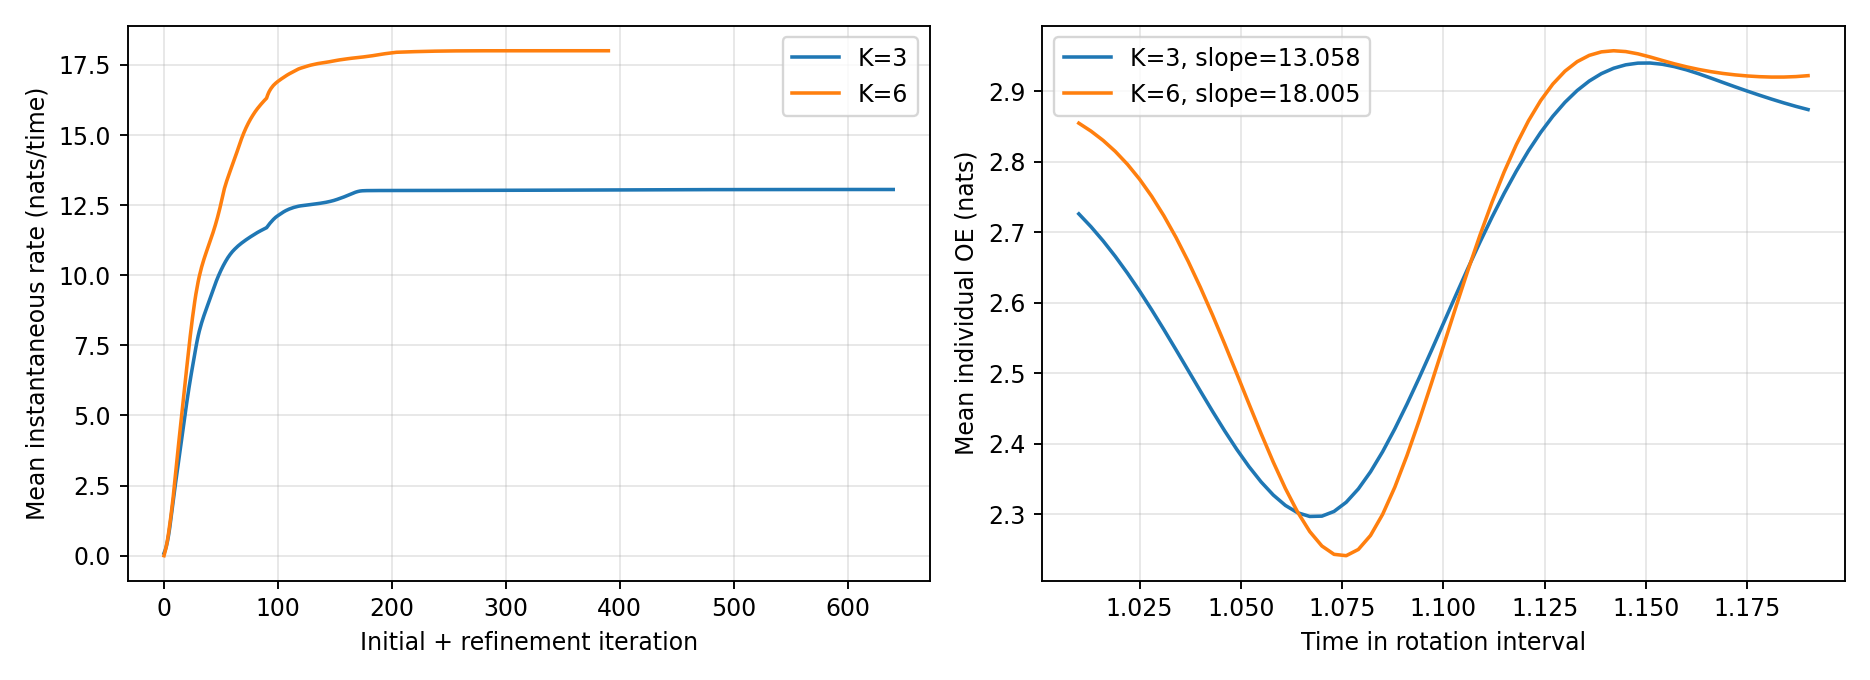 Mean instantaneous rate (nats/time)
17.5
15.0
12.5
10.0
7.5
5.0
2.5
0.0
K=3
K=6
0 100 200 300 400 500 600
Initial + refinement iteration
Mean individual OE (nats)
2.9
2.8
2.7
2.6
2.5
2.4
2.3
K=3, slope=13.058
K=6, slope=18.005
1.025 1.050 1.075 1.100 1.125 1.150 1.175
Time in rotation interval